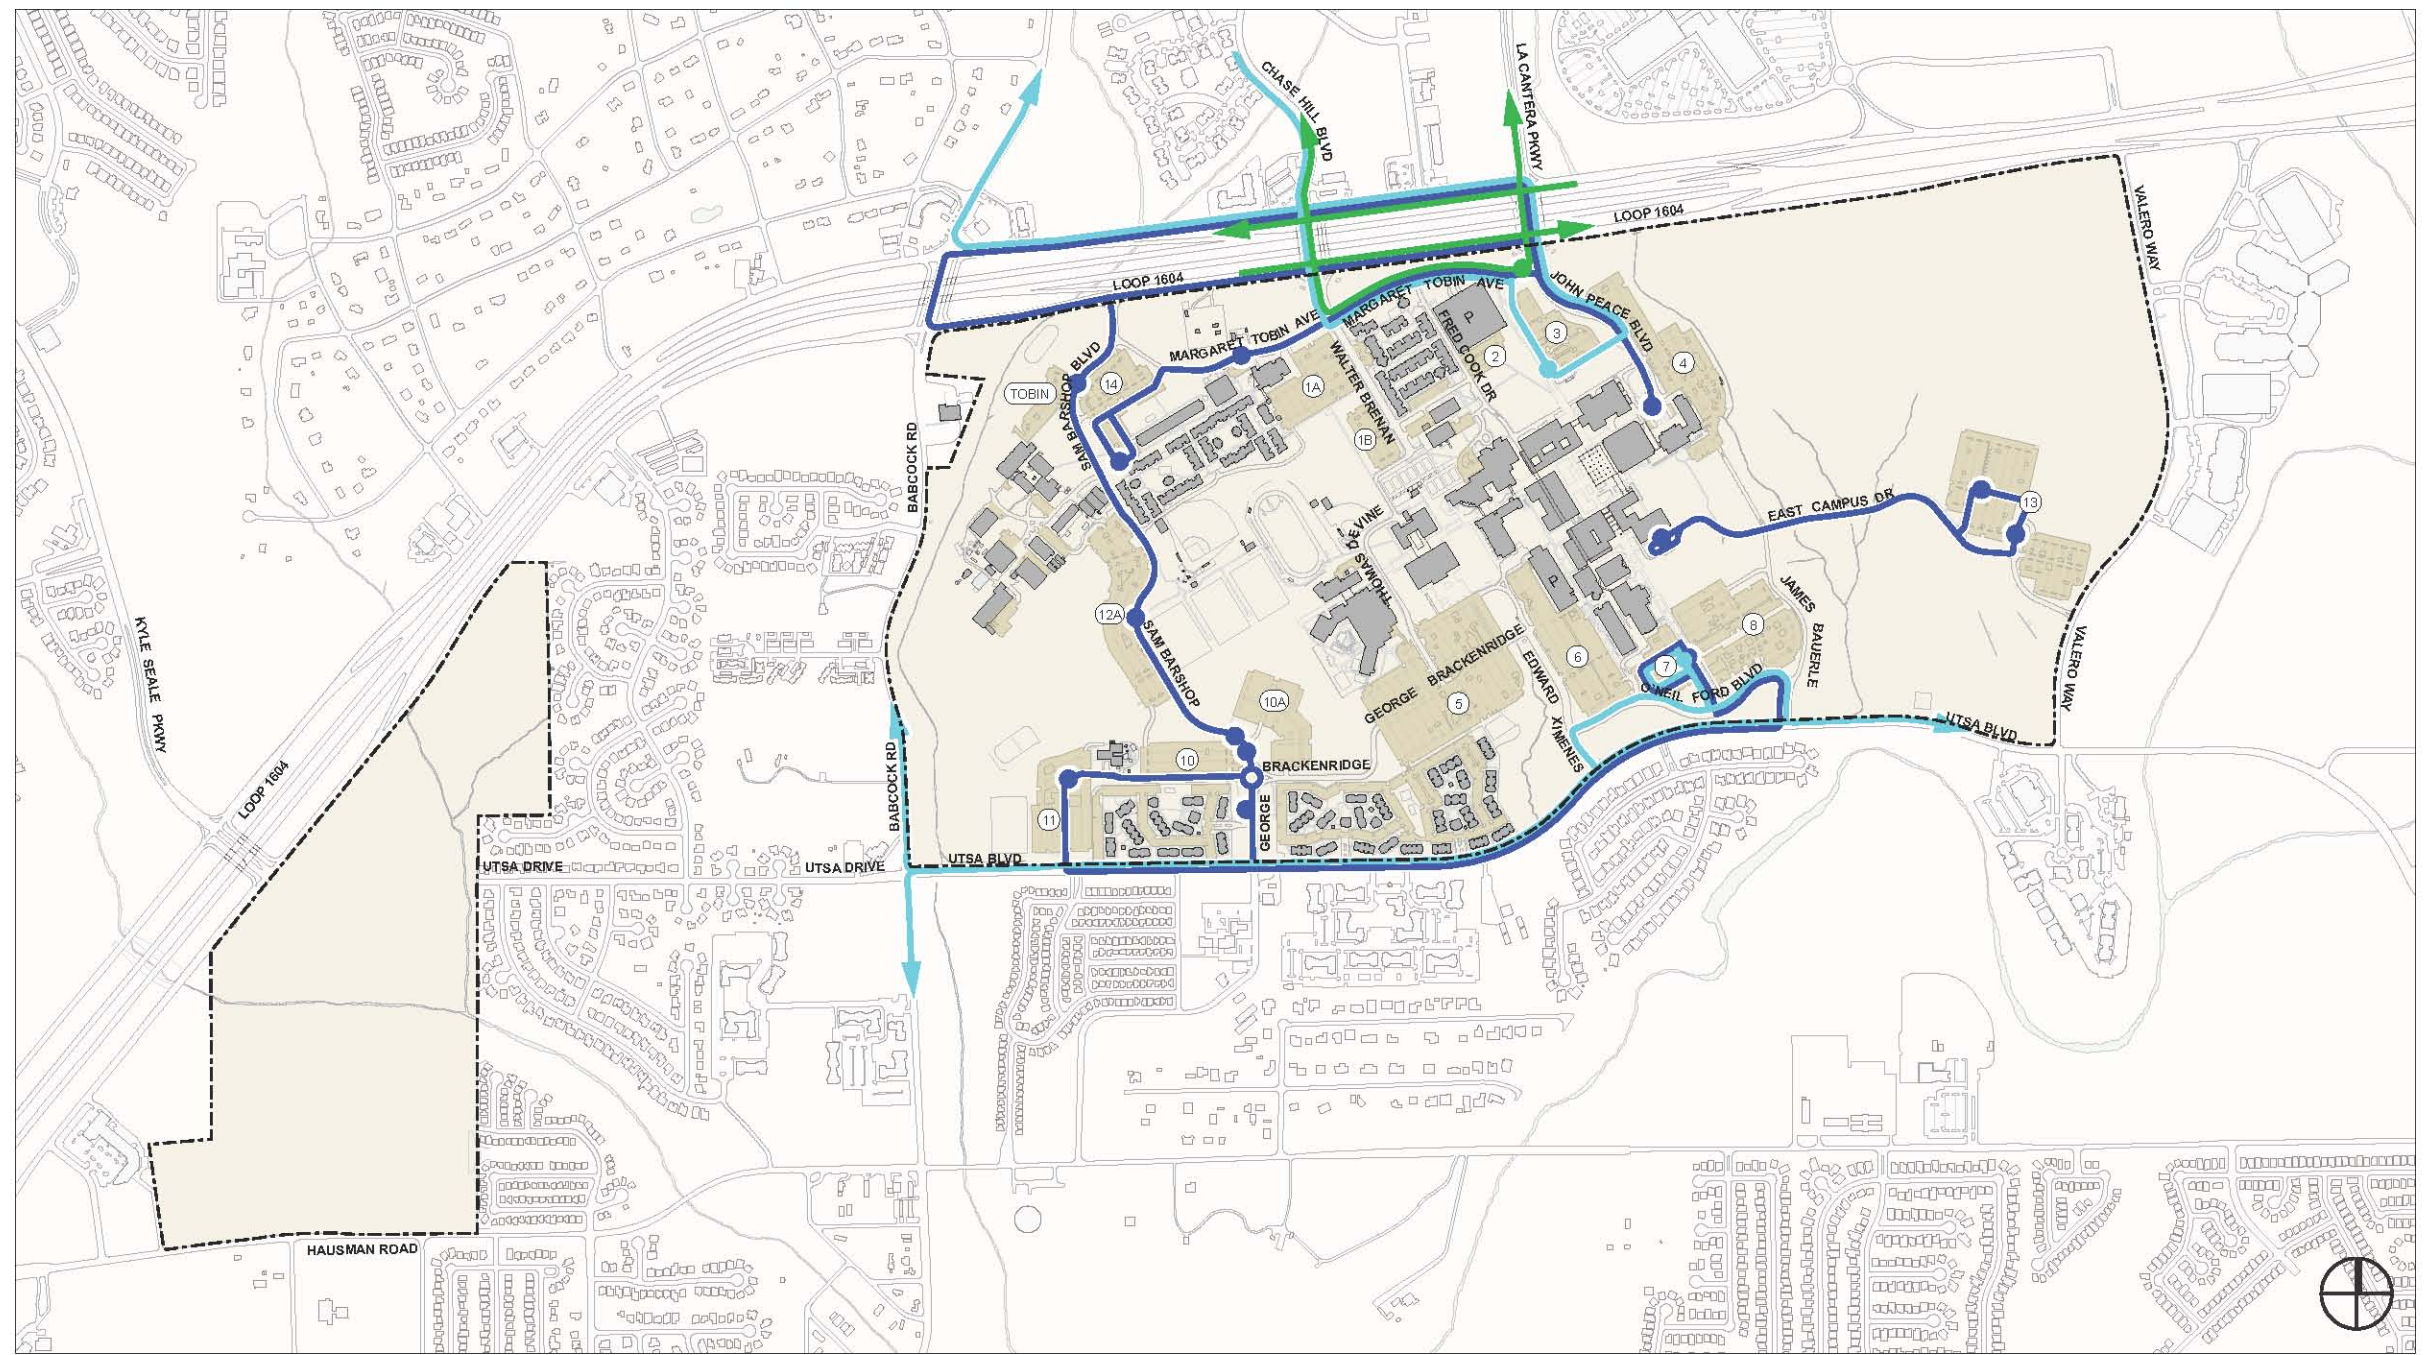 CHASE HILL BLVD
LA CANTERA PKWY
LOOP 1604
VALERO WAY
LOOP 1604
JOHN PEACE BLVD
MARGARET TOBIN AVE
MARGARET TOBIN AVE
P
FRED COOK DR
3
2
4
WALTER BRENAN
SAM BARSHOP BLVD
TOBIN
14
1A
1B
BABCOCK RD
EAST CAMPUS DR
13
THOMAS DEVINE
P
JAMES BAUERLE
12A
SAM BARSHOP
8
GEORGE BRACKENRIDGE
EDWARD XIMENES
6
7
O'NEIL FORD BLVD
VALERO WAY
KYLE SEALE PKWY
10A
5
UTSA BLVD
BABCOCK RD
10
BRACKENRIDGE
LOOP 1604
11
GEORGE
UTSA DRIVE
UTSA DRIVE
UTSA BLVD
HAUSMAN ROAD